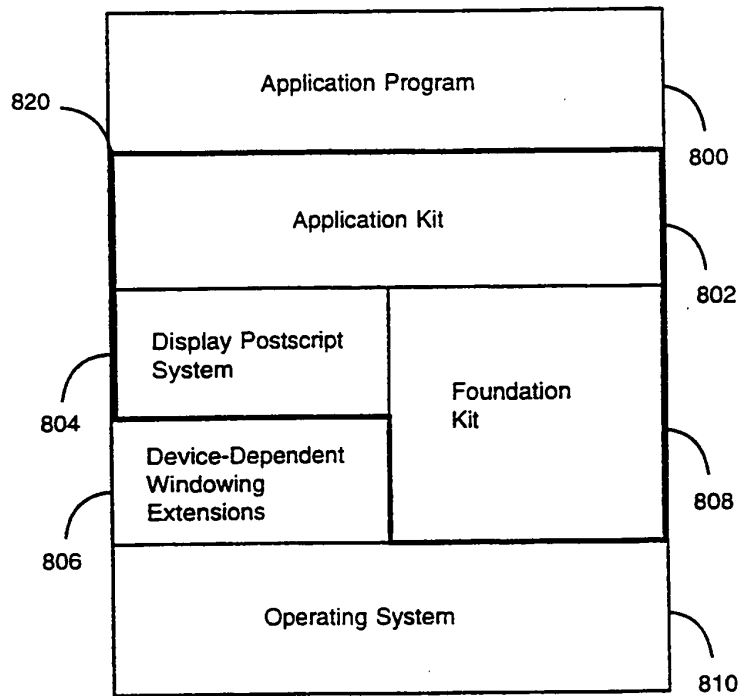 Application Program
820
800
Application Kit
802
Display Postscript
System
Foundation
Kit
804
Device-Dependent
Windowing
Extensions
808
806
Operating System
810